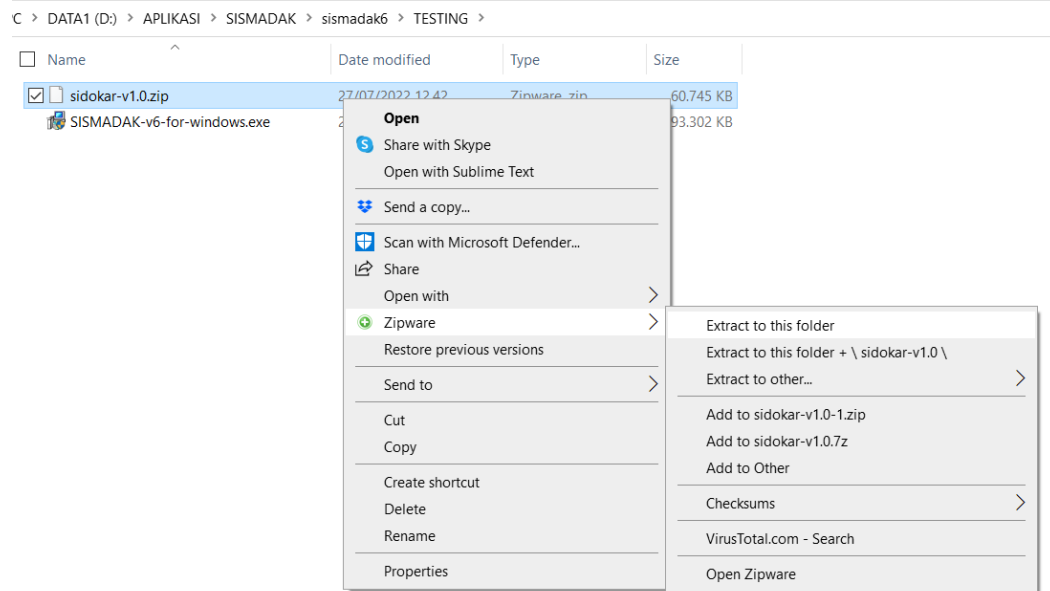 C > DATA1 (D:) > APLIKASI > SISMADAK > sismadak6 > TESTING >
Name Date modified Type Size
sidokar-v1.0.zip 27/07/2022 12.42 Zipware .zip 60.745 KB
SISMADAK-v6-for-windows.exe 2 93.302 KB
Open
Share with Skype
Open with Sublime Text
Send a copy...
Scan with Microsoft Defender...
Share
Open with
Zipware
Restore previous versions
Send to
Cut
Copy
Create shortcut
Delete
Rename
Properties
Extract to this folder
Extract to this folder + \ sidokar-v1.0 \
Extract to other...
Add to sidokar-v1.0-1.zip
Add to sidokar-v1.0.7z
Add to Other
Checksums
VirusTotal.com - Search
Open Zipware